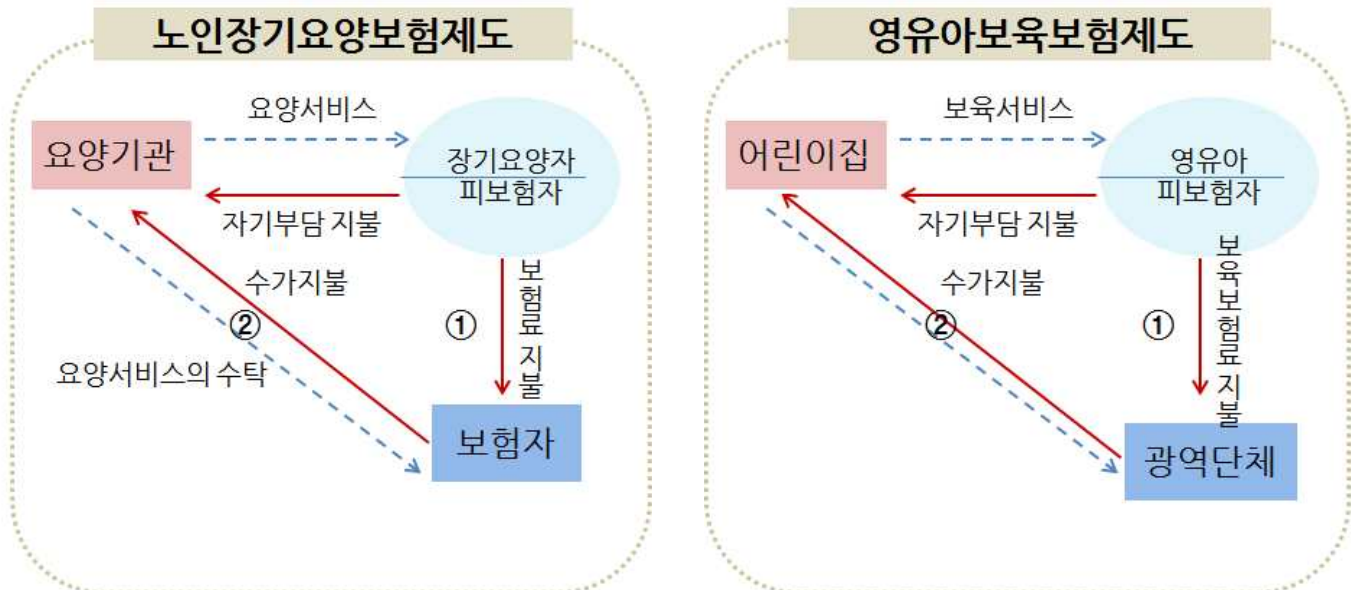 노인장기요양보험제도
요양서비스
요양기관
장기요양자
피보험자
자기부담 지불
수가지불
②
①
보험료 지불
요양서비스의 수탁
보험자
영유아보육보험제도
보육서비스
어린이집
영유아
피보험자
자기부담 지불
수가지불
②
①
보육보험료 지불
광역단체